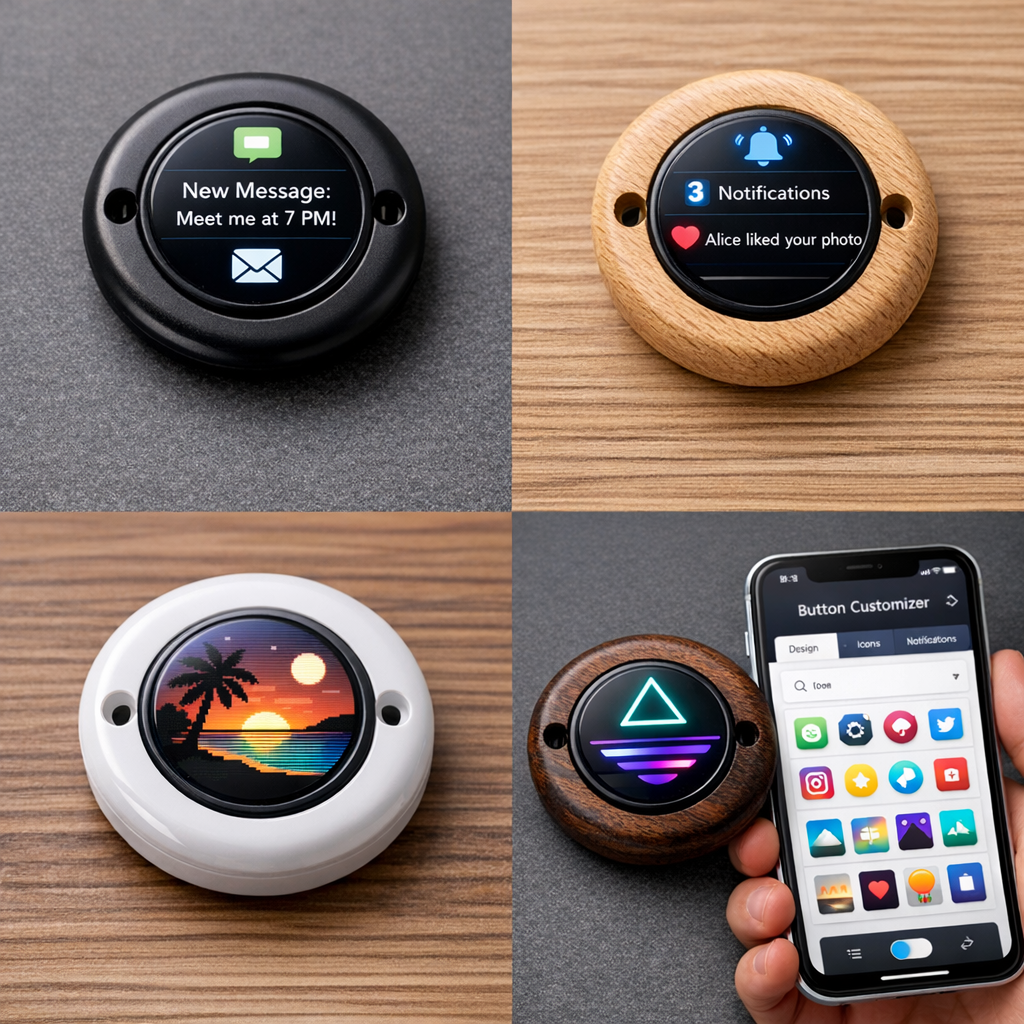 New Message:
Meet me at 7 PM!
3 Notifications
Alice liked your photo
Button Customizer
Design
Icons
Notifications